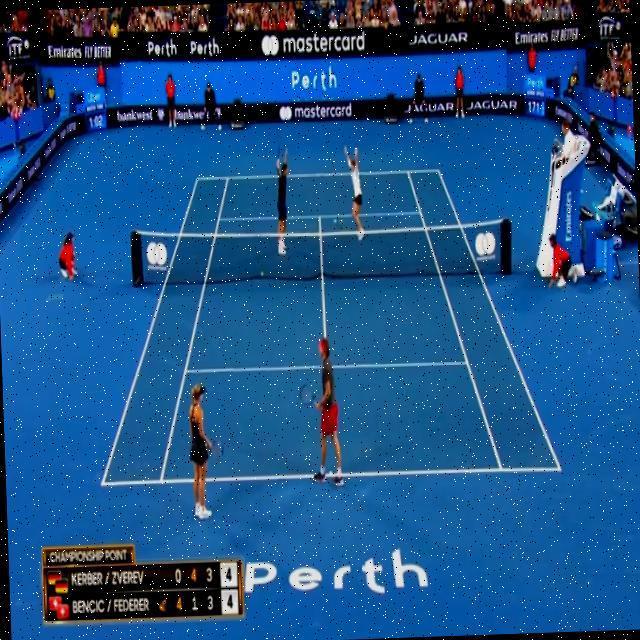 Emirates FLY BETTER
Perth Perth
mastercard
JAGUAR
Emirates FLY BETTER
Perth
bankwest
mastercard
JAGUAR JAGUAR
Emirates
CHAMPIONSHIP POINT
KERBER / ZVEREV 0 4 3 4
BENCIC / FEDERER 4 1 3 4
Perth